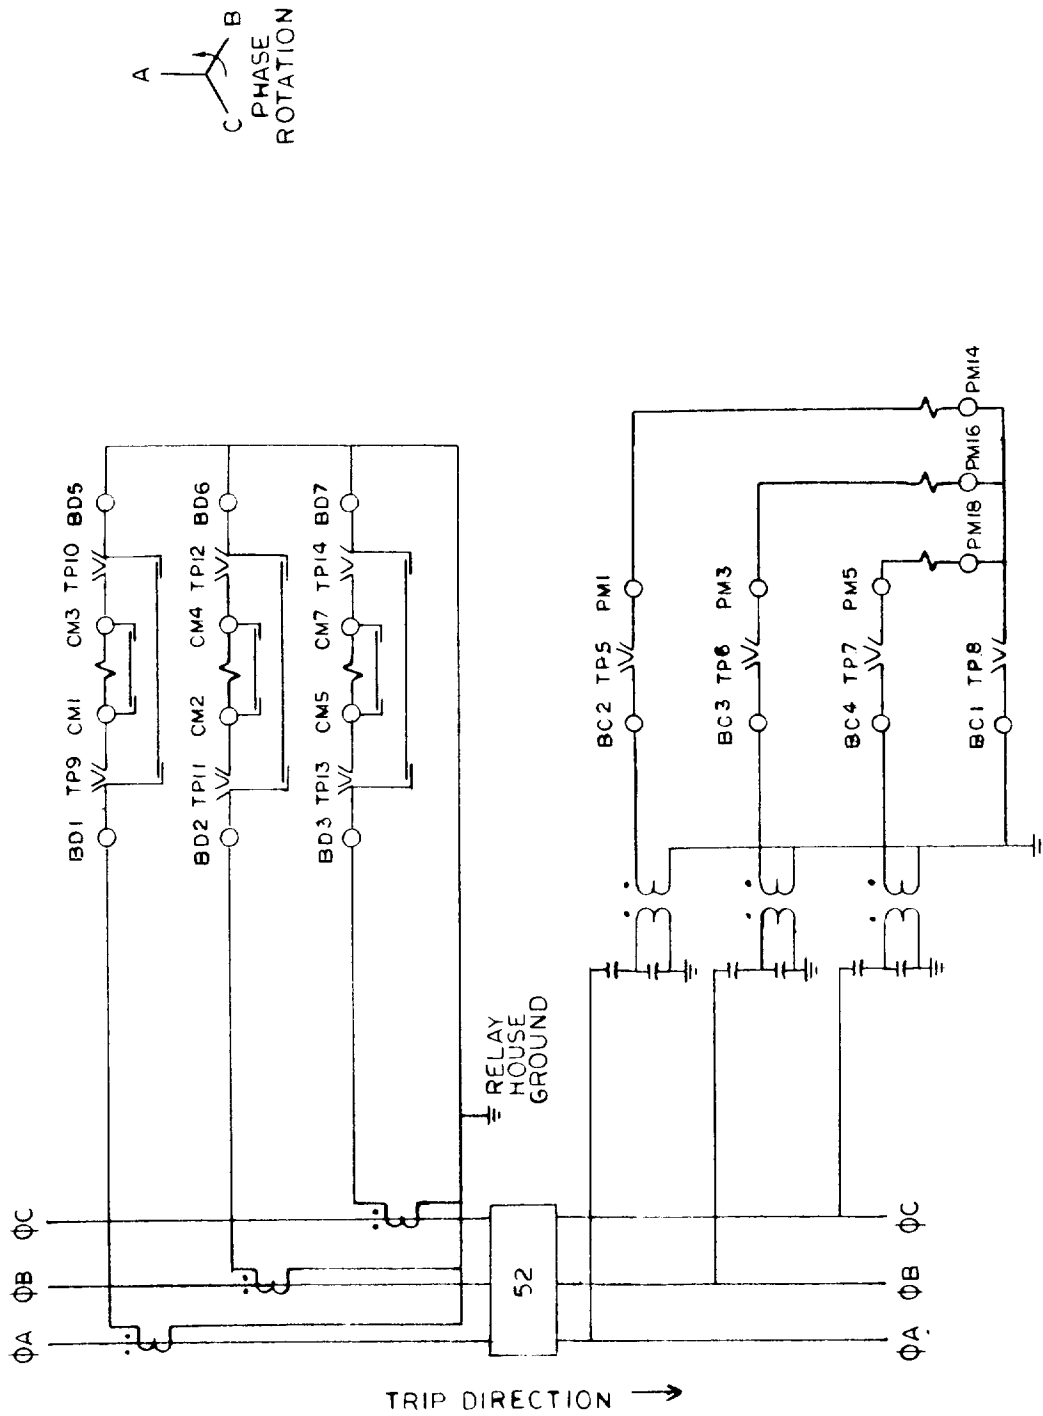 A
B
C
PHASE
ROTATION
BD1 TP9 CM1 CM3 TP10 BD5
BD2 TP11 CM2 CM4 TP12 BD6
BD3 TP13 CM5 CM7 TP14 BD7
RELAY
HOUSE
GROUND
ΦA
ΦB
ΦC
52
BC2 TP5 PM1
BC3 TP6 PM3
BC4 TP7 PM5
BC1 TP8
PM18
PM16
PM14
ΦA
ΦB
ΦC
TRIP DIRECTION